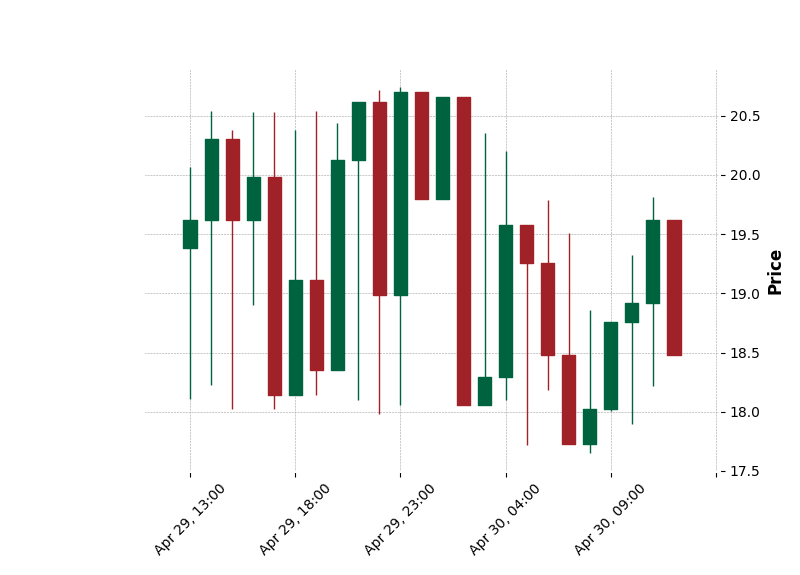 20.5
20.0
19.5
19.0
18.5
18.0
17.5
Price
Apr 29, 13:00
Apr 29, 18:00
Apr 29, 23:00
Apr 30, 04:00
Apr 30, 09:00